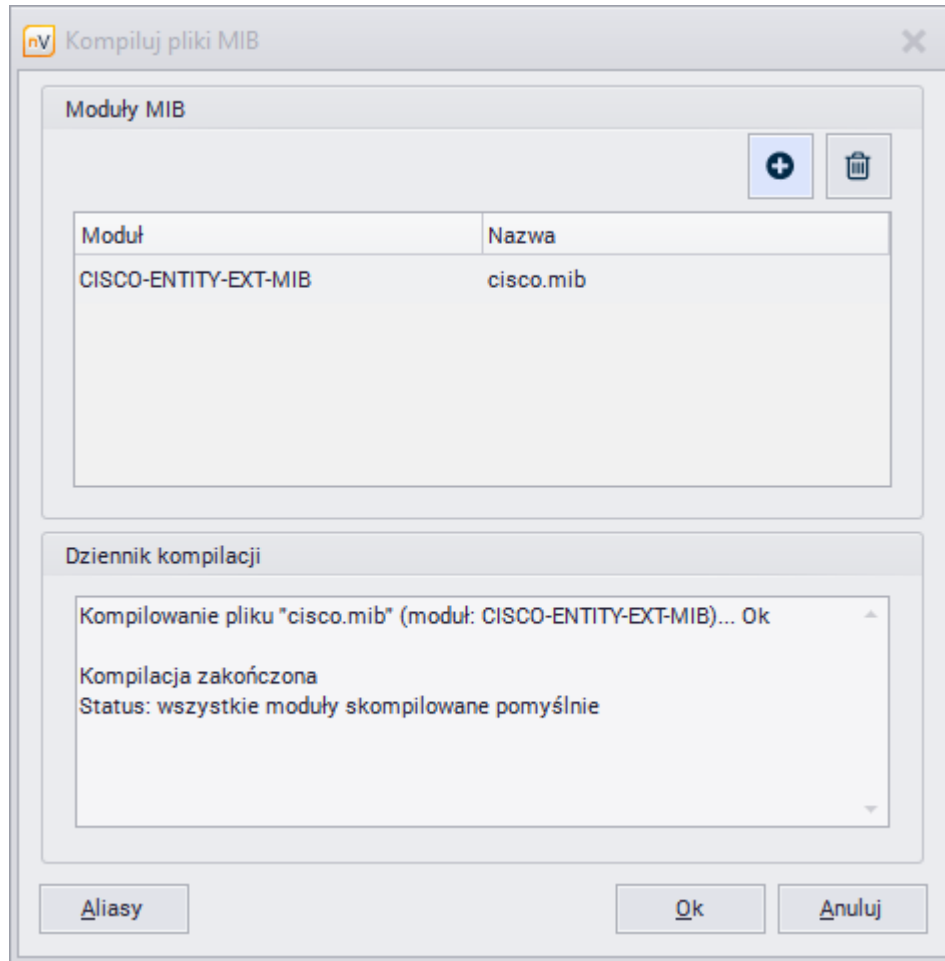 nV Kompiluj pliki MIB
Moduły MIB
Moduł Nazwa
CISCO-ENTITY-EXT-MIB cisco.mib
Dziennik kompilacji
Kompilowanie pliku "cisco.mib" (moduł: CISCO-ENTITY-EXT-MIB)... Ok
Kompilacja zakończona
Status: wszystkie moduły skompilowane pomyślnie
Aliasy Ok Anuluj